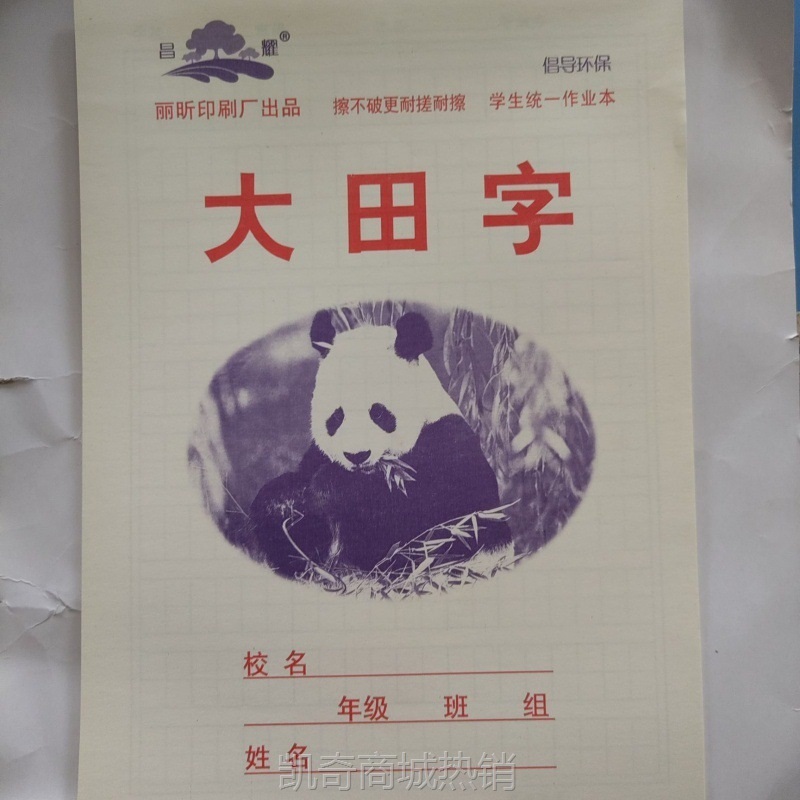 昌 耀®
倡导环保
丽昕印刷厂出品 擦不破更耐搓耐擦 学生统一作业本
大田字
校名
年级 班 组
姓名
凯奇商城热销